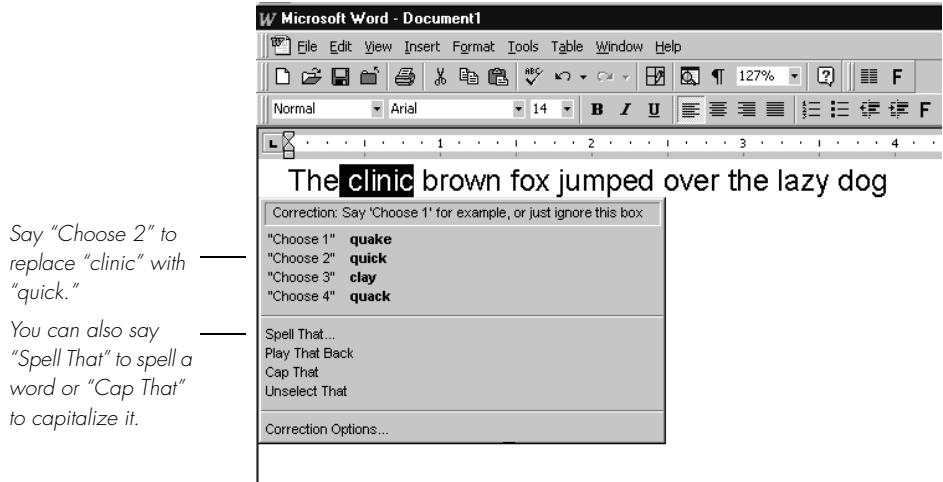 Microsoft Word - Document1
File Edit View Insert Format Tools Table Window Help
ABC 127% F
Normal Arial 14 B I U F
1 2 3 4
The clinic brown fox jumped over the lazy dog
Correction: Say 'Choose 1' for example, or just ignore this box
"Choose 1" quake
"Choose 2" quick
"Choose 3" clay
"Choose 4" quack
Spell That...
Play That Back
Cap That
Unselect That
Correction Options...
Say “Choose 2” to
replace “clinic” with
“quick.”
You can also say
“Spell That” to spell a
word or “Cap That”
to capitalize it.